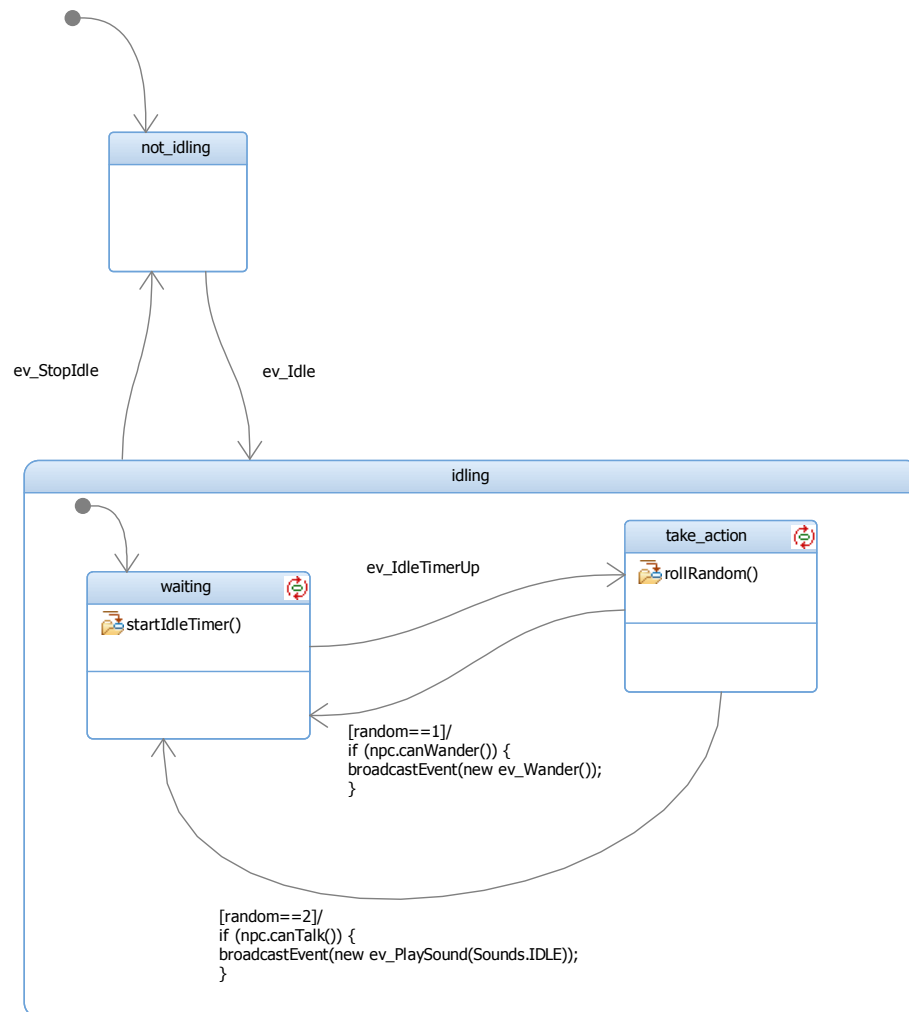 not_idling
ev_StopIdle
ev_Idle
idling
take_action
rollRandom()
ev_IdleTimerUp
waiting
startIdleTimer()
[random==1]/
if (npc.canWander()) {
broadcastEvent(new ev_Wander());
}
[random==2]/
if (npc.canTalk()) {
broadcastEvent(new ev_PlaySound(Sounds.IDLE));
}